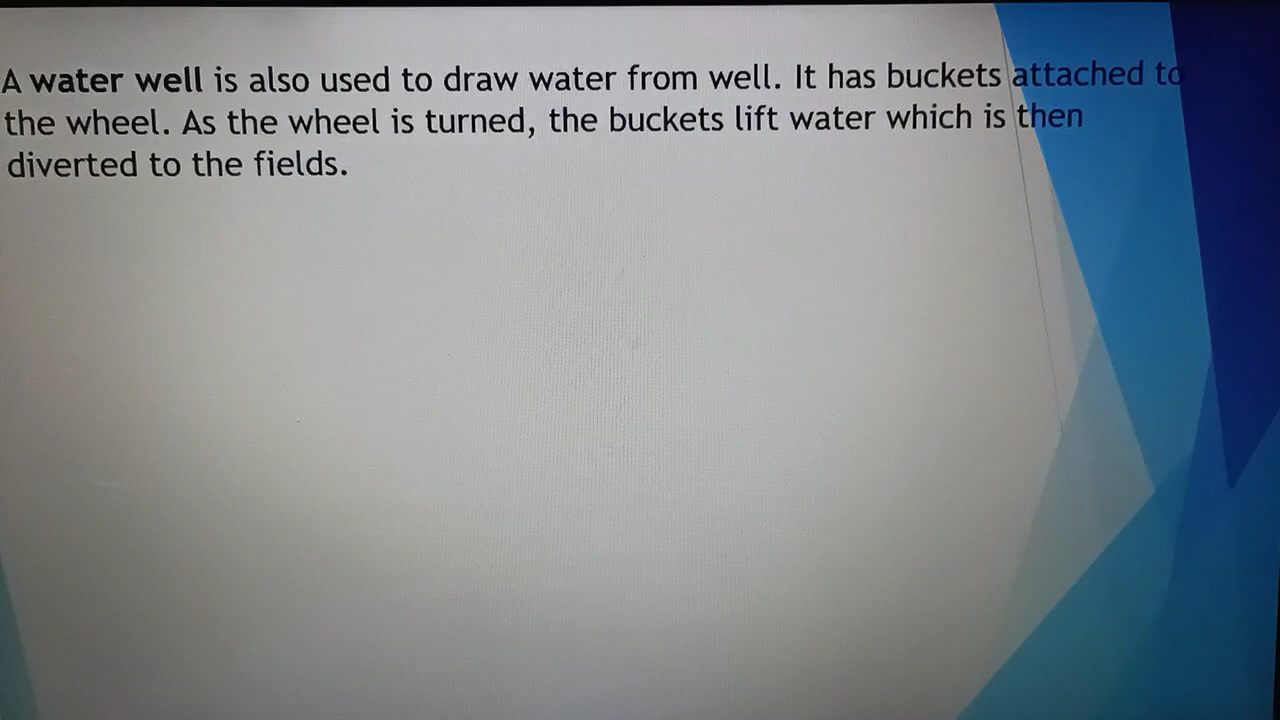 A water well is also used to draw water from well. It has buckets attached to
the wheel. As the wheel is turned, the buckets lift water which is then
diverted to the fields.